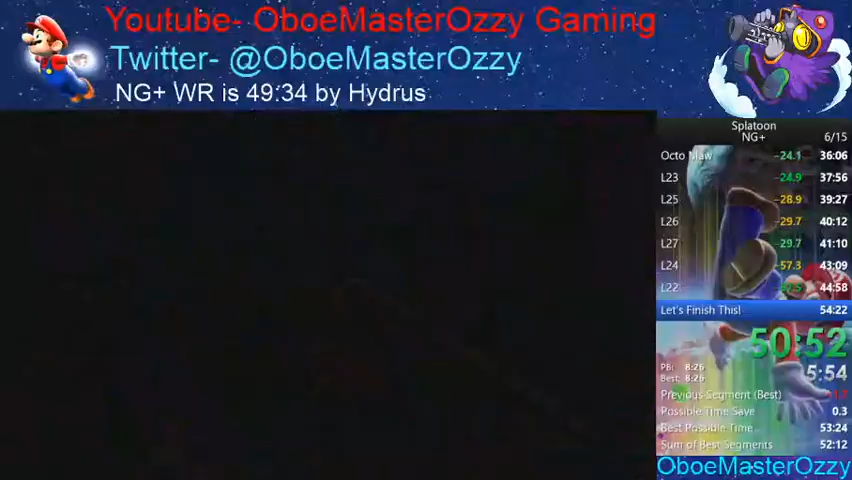 Youtube- OboeMasterOzzy Gaming
Twitter- @OboeMasterOzzy
NG+ WR is 49:34 by Hydrus
Splatoon
NG+ 6/15
Octo Maw -24.1 36:06
L23 -24.9 37:56
L25 -28.9 39:27
L26 -29.7 40:12
L27 -29.7 41:10
L24 -57.3 43:09
L22 44:58
Let's Finish This! 54:22
50:52
PB: 8:26
Best: 8:26
5:54
Previous Segment (Best)
Possible Time Save 0.3
Best Possible Time 53:24
Sum of Best Segments 52:12
OboeMasterOzzy